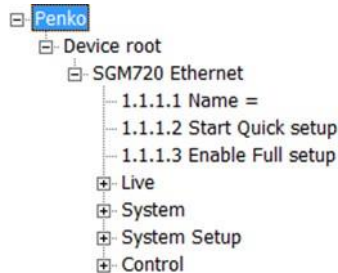 Penko
Device root
SGM720 Ethernet
1.1.1.1 Name =
1.1.1.2 Start Quick setup
1.1.1.3 Enable Full setup
Live
System
System Setup
Control